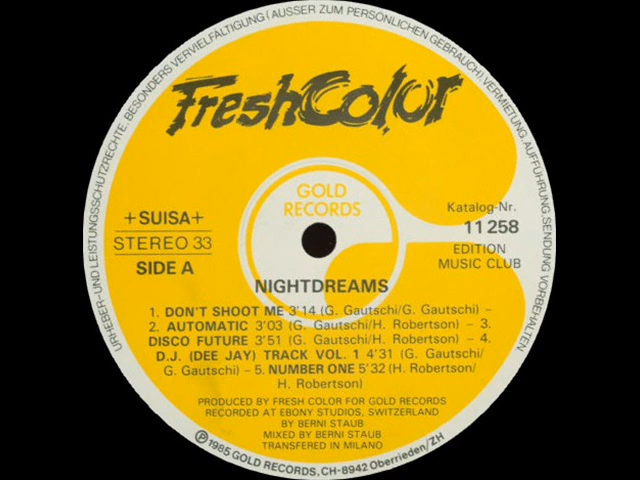 URHEBER-UND LEISTUNGSSCHUTZRECHTE. BESONDERS VERVIELFÄLTIGUNG (AUSSER ZUM PERSÖNLICHEN GEBRAUCH) VERMIETUNG, AUFFÜHRUNG, SENDUNG VORBEHALTEN.
FreshColor
GOLD
RECORDS
+SUISA+
STEREO 33
SIDE A
Katalog-Nr.
11 258
EDITION
MUSIC CLUB
NIGHTDREAMS
1. DON'T SHOOT ME 3'14 (G. Gautschi/G. Gautschi) –
2. AUTOMATIC 3'03 (G. Gautschi/H. Robertson) – 3.
DISCO FUTURE 3'51 (G. Gautschi/H. Robertson) – 4.
D.J. (DEE JAY) TRACK VOL. 1 4'31 (G. Gautschi/
G. Gautschi) – 5. NUMBER ONE 5'32 (H. Robertson/
H. Robertson)
PRODUCED BY FRESH COLOR FOR GOLD RECORDS
RECORDED AT EBONY STUDIOS, SWITZERLAND
BY BERNI STAUB
MIXED BY BERNI STAUB
TRANSFERED IN MILANO
℗ 1985 GOLD RECORDS, CH-8942 Oberrieden/ZH